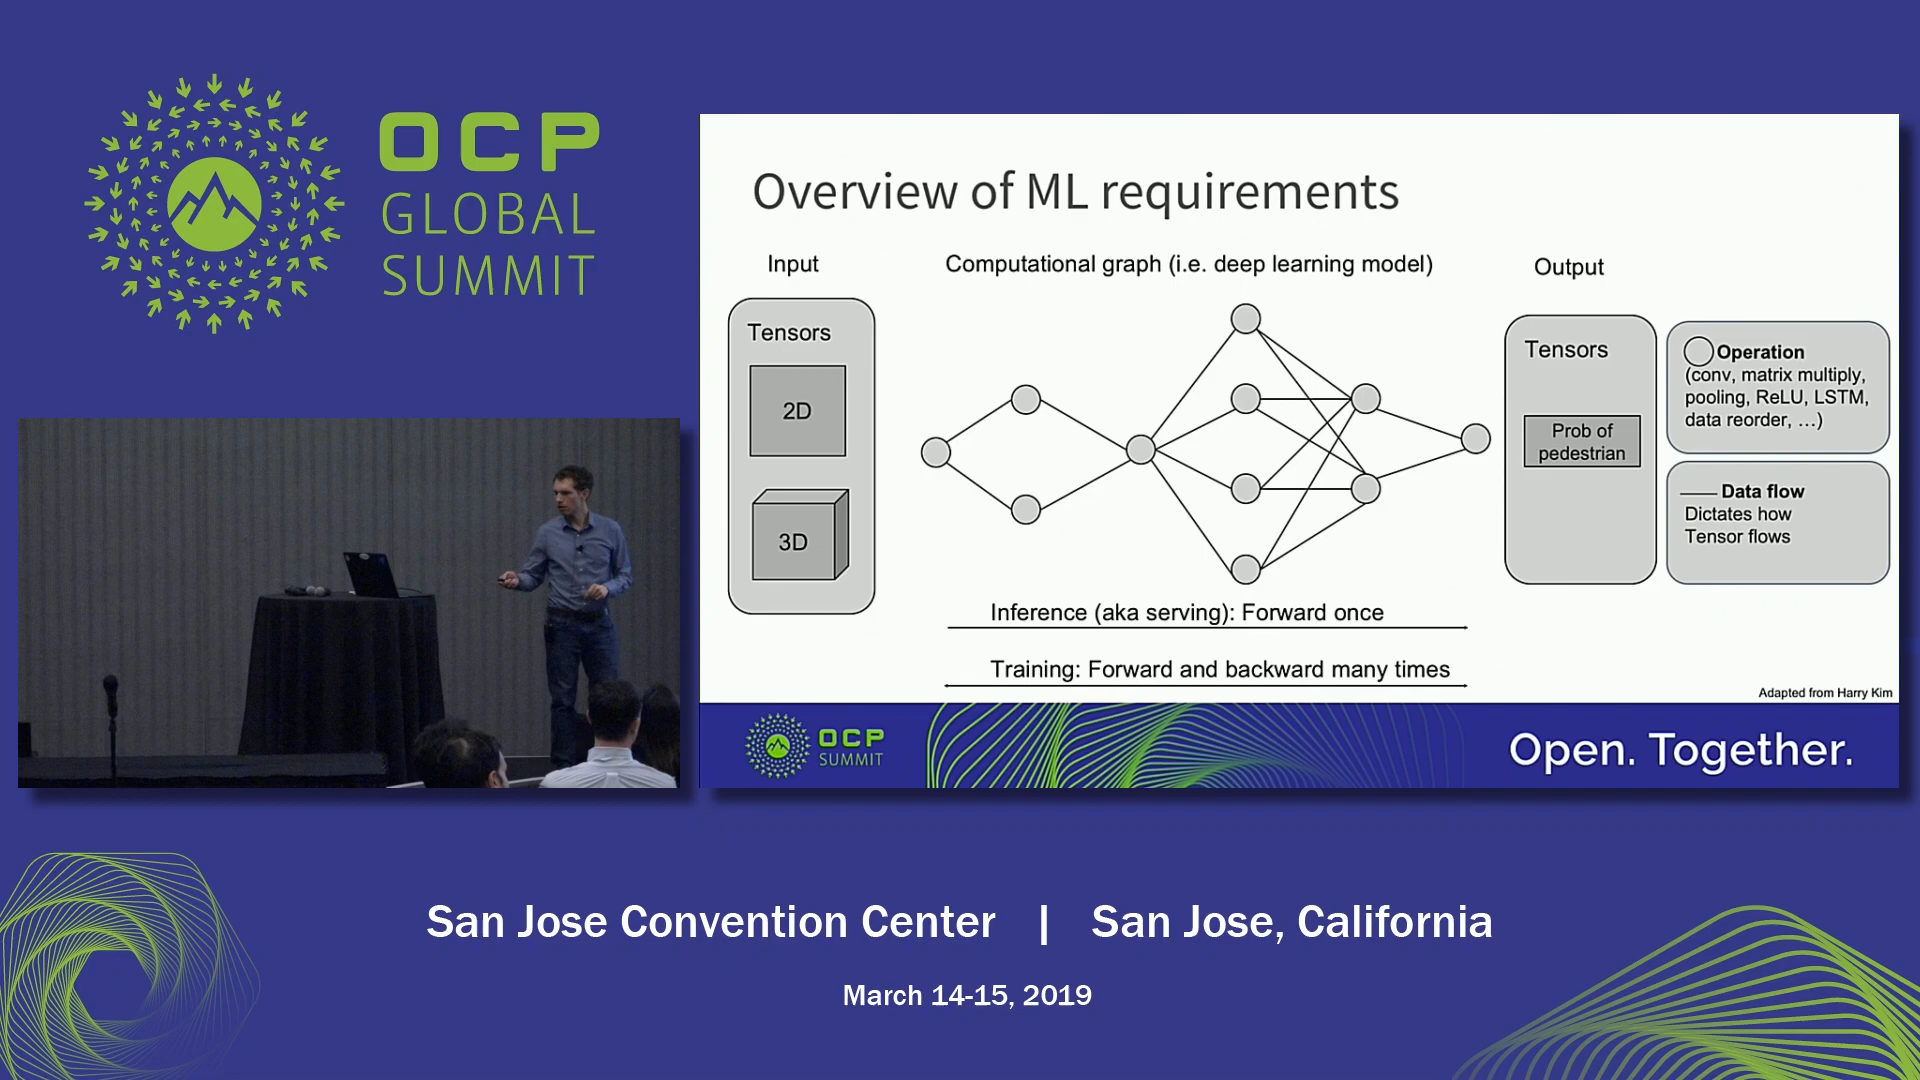 OCP
GLOBAL
SUMMIT
Overview of ML requirements
Input
Computational graph (i.e. deep learning model)
Output
Tensors
2D
3D
Tensors
Prob of
pedestrian
Operation
(conv, matrix multiply,
pooling, ReLU, LSTM,
data reorder, ...)
Data flow
Dictates how
Tensor flows
Inference (aka serving): Forward once
Training: Forward and backward many times
Adapted from Harry Kim
OCP
SUMMIT
Open. Together.
San Jose Convention Center | San Jose, California
March 14-15, 2019